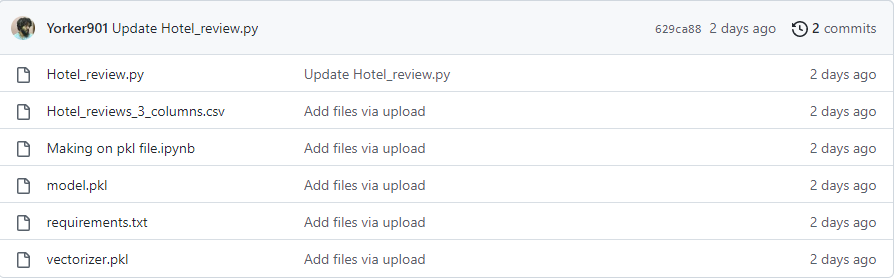 Yorker901 Update Hotel_review.py 629ca88 2 days ago 2 commits
Hotel_review.py Update Hotel_review.py 2 days ago
Hotel_reviews_3_columns.csv Add files via upload 2 days ago
Making on pkl file.ipynb Add files via upload 2 days ago
model.pkl Add files via upload 2 days ago
requirements.txt Add files via upload 2 days ago
vectorizer.pkl Add files via upload 2 days ago